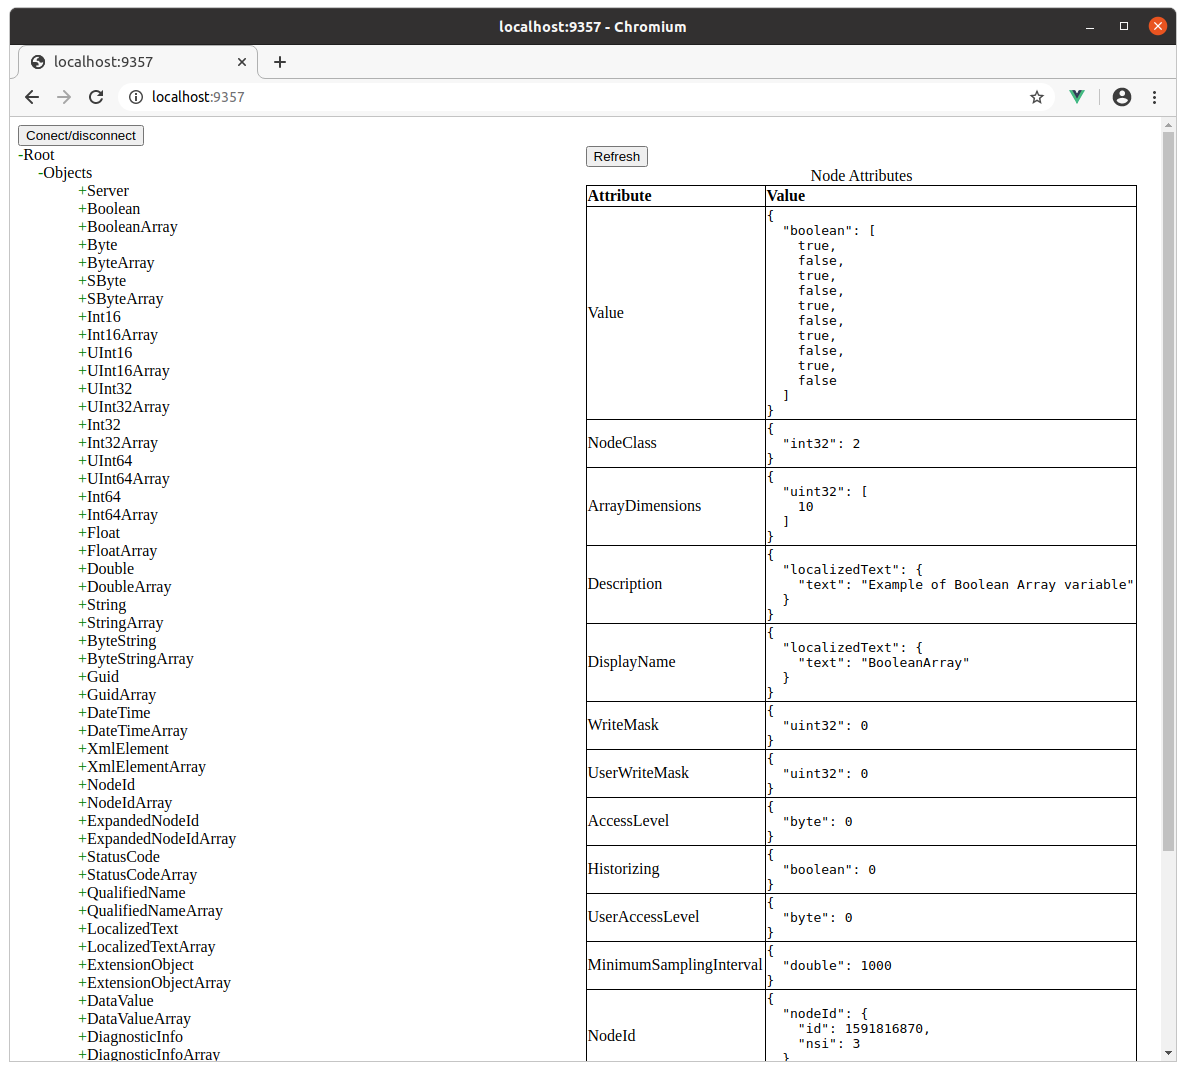 localhost:9357 - Chromium
localhost:9357
localhost:9357
Conect/disconnect
-Root
-Objects
+Server
+Boolean
+BooleanArray
+Byte
+ByteArray
+SByte
+SByteArray
+Int16
+Int16Array
+UInt16
+UInt16Array
+UInt32
+UInt32Array
+Int32
+Int32Array
+UInt64
+UInt64Array
+Int64
+Int64Array
+Float
+FloatArray
+Double
+DoubleArray
+String
+StringArray
+ByteString
+ByteStringArray
+Guid
+GuidArray
+DateTime
+DateTimeArray
+XmlElement
+XmlElementArray
+NodeId
+NodeIdArray
+ExpandedNodeId
+ExpandedNodeIdArray
+StatusCode
+StatusCodeArray
+QualifiedName
+QualifiedNameArray
+LocalizedText
+LocalizedTextArray
+ExtensionObject
+ExtensionObjectArray
+DataValue
+DataValueArray
+DiagnosticInfo
+DiagnosticInfoArray
Refresh
Node Attributes
Attribute Value
Value
{
"boolean": [
true,
false,
true,
false,
true,
false,
true,
false,
true,
false
]
}
NodeClass
{
"int32": 2
}
ArrayDimensions
{
"uint32": [
10
]
}
Description
{
"localizedText": {
"text": "Example of Boolean Array variable"
}
}
DisplayName
{
"localizedText": {
"text": "BooleanArray"
}
}
WriteMask
{
"uint32": 0
}
UserWriteMask
{
"uint32": 0
}
AccessLevel
{
"byte": 0
}
Historizing
{
"boolean": 0
}
UserAccessLevel
{
"byte": 0
}
MinimumSamplingInterval
{
"double": 1000
}
NodeId
{
"nodeId": {
"id": 1591816870,
"nsi": 3
}